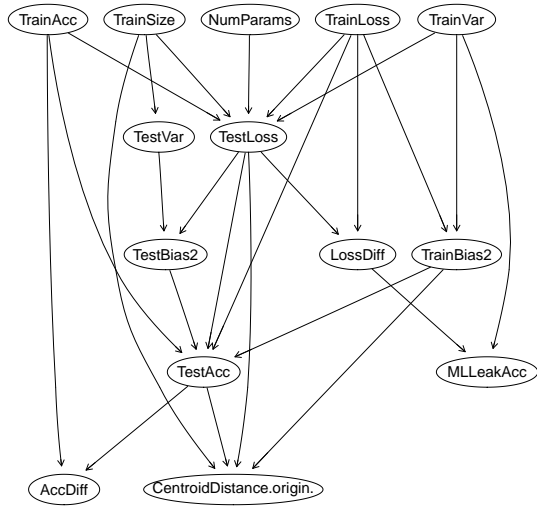 TrainAcc TrainSize NumParams TrainLoss TrainVar
TestVar TestLoss
TestBias2 LossDiff TrainBias2
TestAcc MLLeakAcc
AccDiff CentroidDistance.origin.